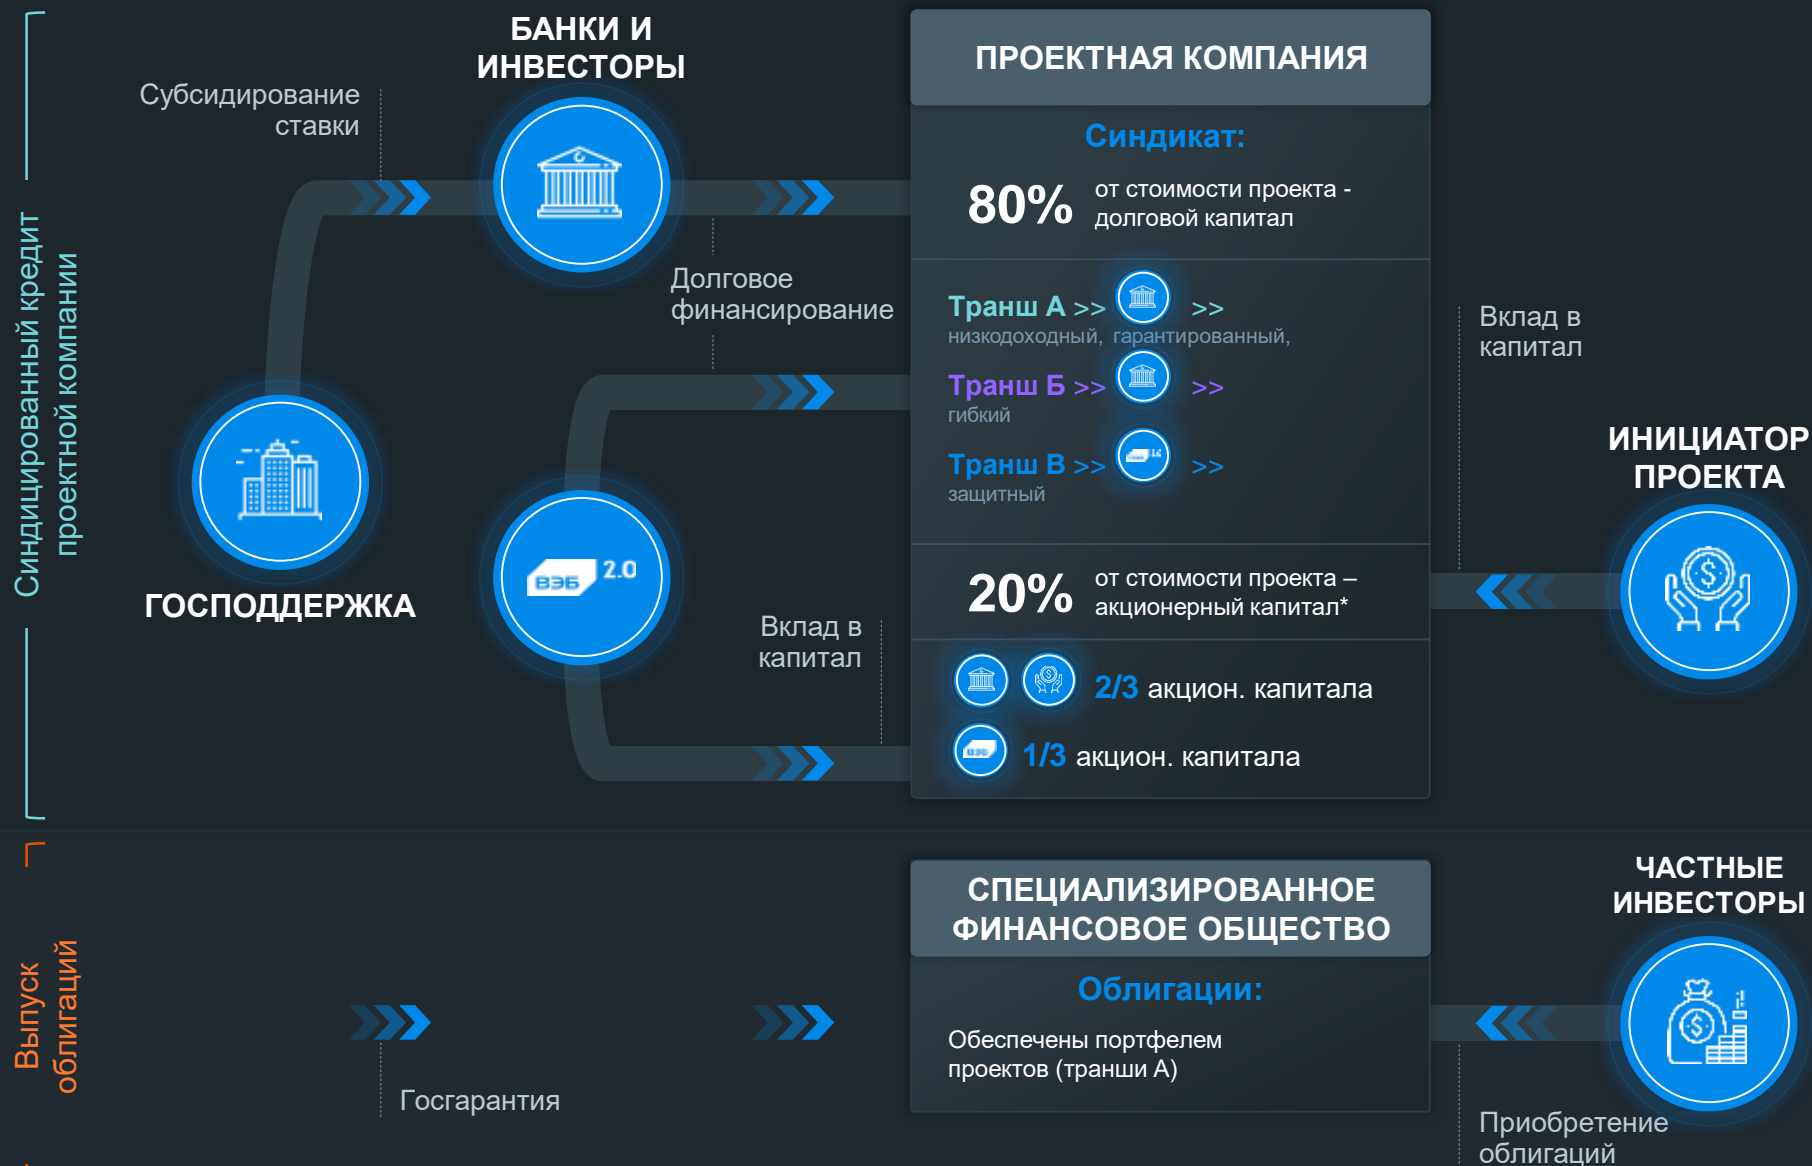 Синдицированный кредит
проектной компании
Субсидирование
ставки
БАНКИ И
ИНВЕСТОРЫ
Долговое
финансирование
ГОСПОДДЕРЖКА
ВЭБ 2.0
Вклад в
капитал
ПРОЕКТНАЯ КОМПАНИЯ
Синдикат:
80% от стоимости проекта -
долговой капитал
Транш А >> >>
низкодоходный, гарантированный,
Транш Б >> >>
гибкий
Транш В >> >>
защитный
20% от стоимости проекта –
акционерный капитал*
2/3 акцион. капитала
ВЭБ 1/3 акцион. капитала
Вклад в
капитал
ИНИЦИАТОР
ПРОЕКТА
Выпуск
облигаций
Госгарантия
СПЕЦИАЛИЗИРОВАННОЕ
ФИНАНСОВОЕ ОБЩЕСТВО
Облигации:
Обеспечены портфелем
проектов (транши А)
ЧАСТНЫЕ
ИНВЕСТОРЫ
Приобретение
облигаций